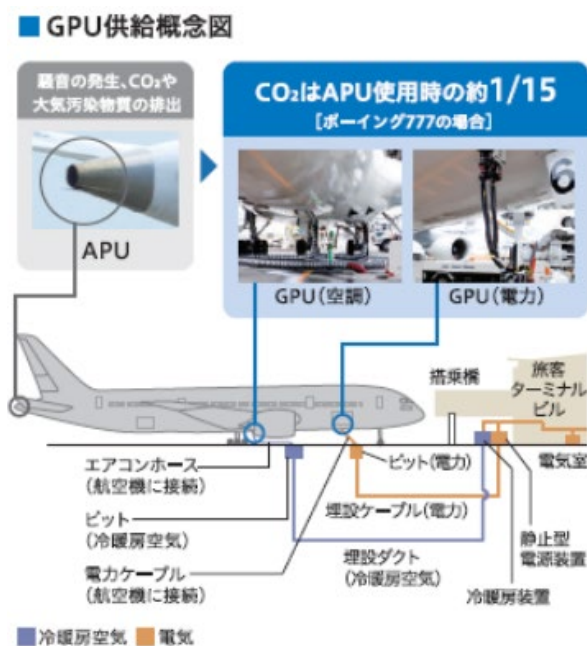 ■ GPU供給概念図
騒音の発生、CO₂や
大気汚染物質の排出
APU
CO₂はAPU使用時の約1/15
［ボーイング777の場合］
6
GPU（空調）
GPU（電力）
搭乗橋
旅客
ターミナル
ビル
エアコンホース
（航空機に接続）
ピット（電力）
電気室
ピット
（冷暖房空気）
埋設ケーブル（電力）
静止型
電源装置
埋設ダクト
（冷暖房空気）
電力ケーブル
（航空機に接続）
冷暖房装置
冷暖房空気
電気